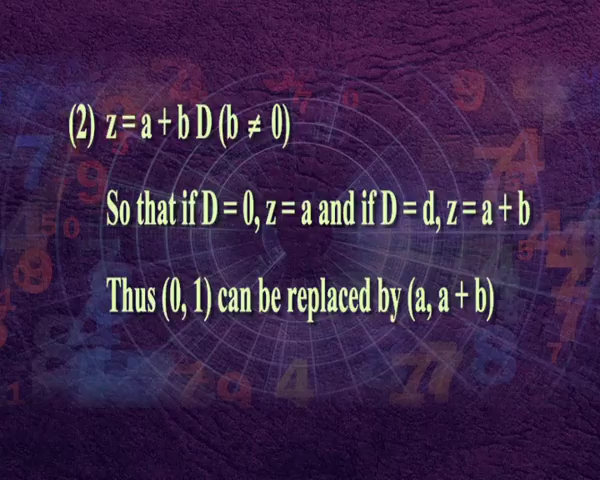 (2) z = a + b D (b ≠ 0)
So that if D = 0, z = a and if D = d, z = a + b
Thus (0, 1) can be replaced by (a, a + b)